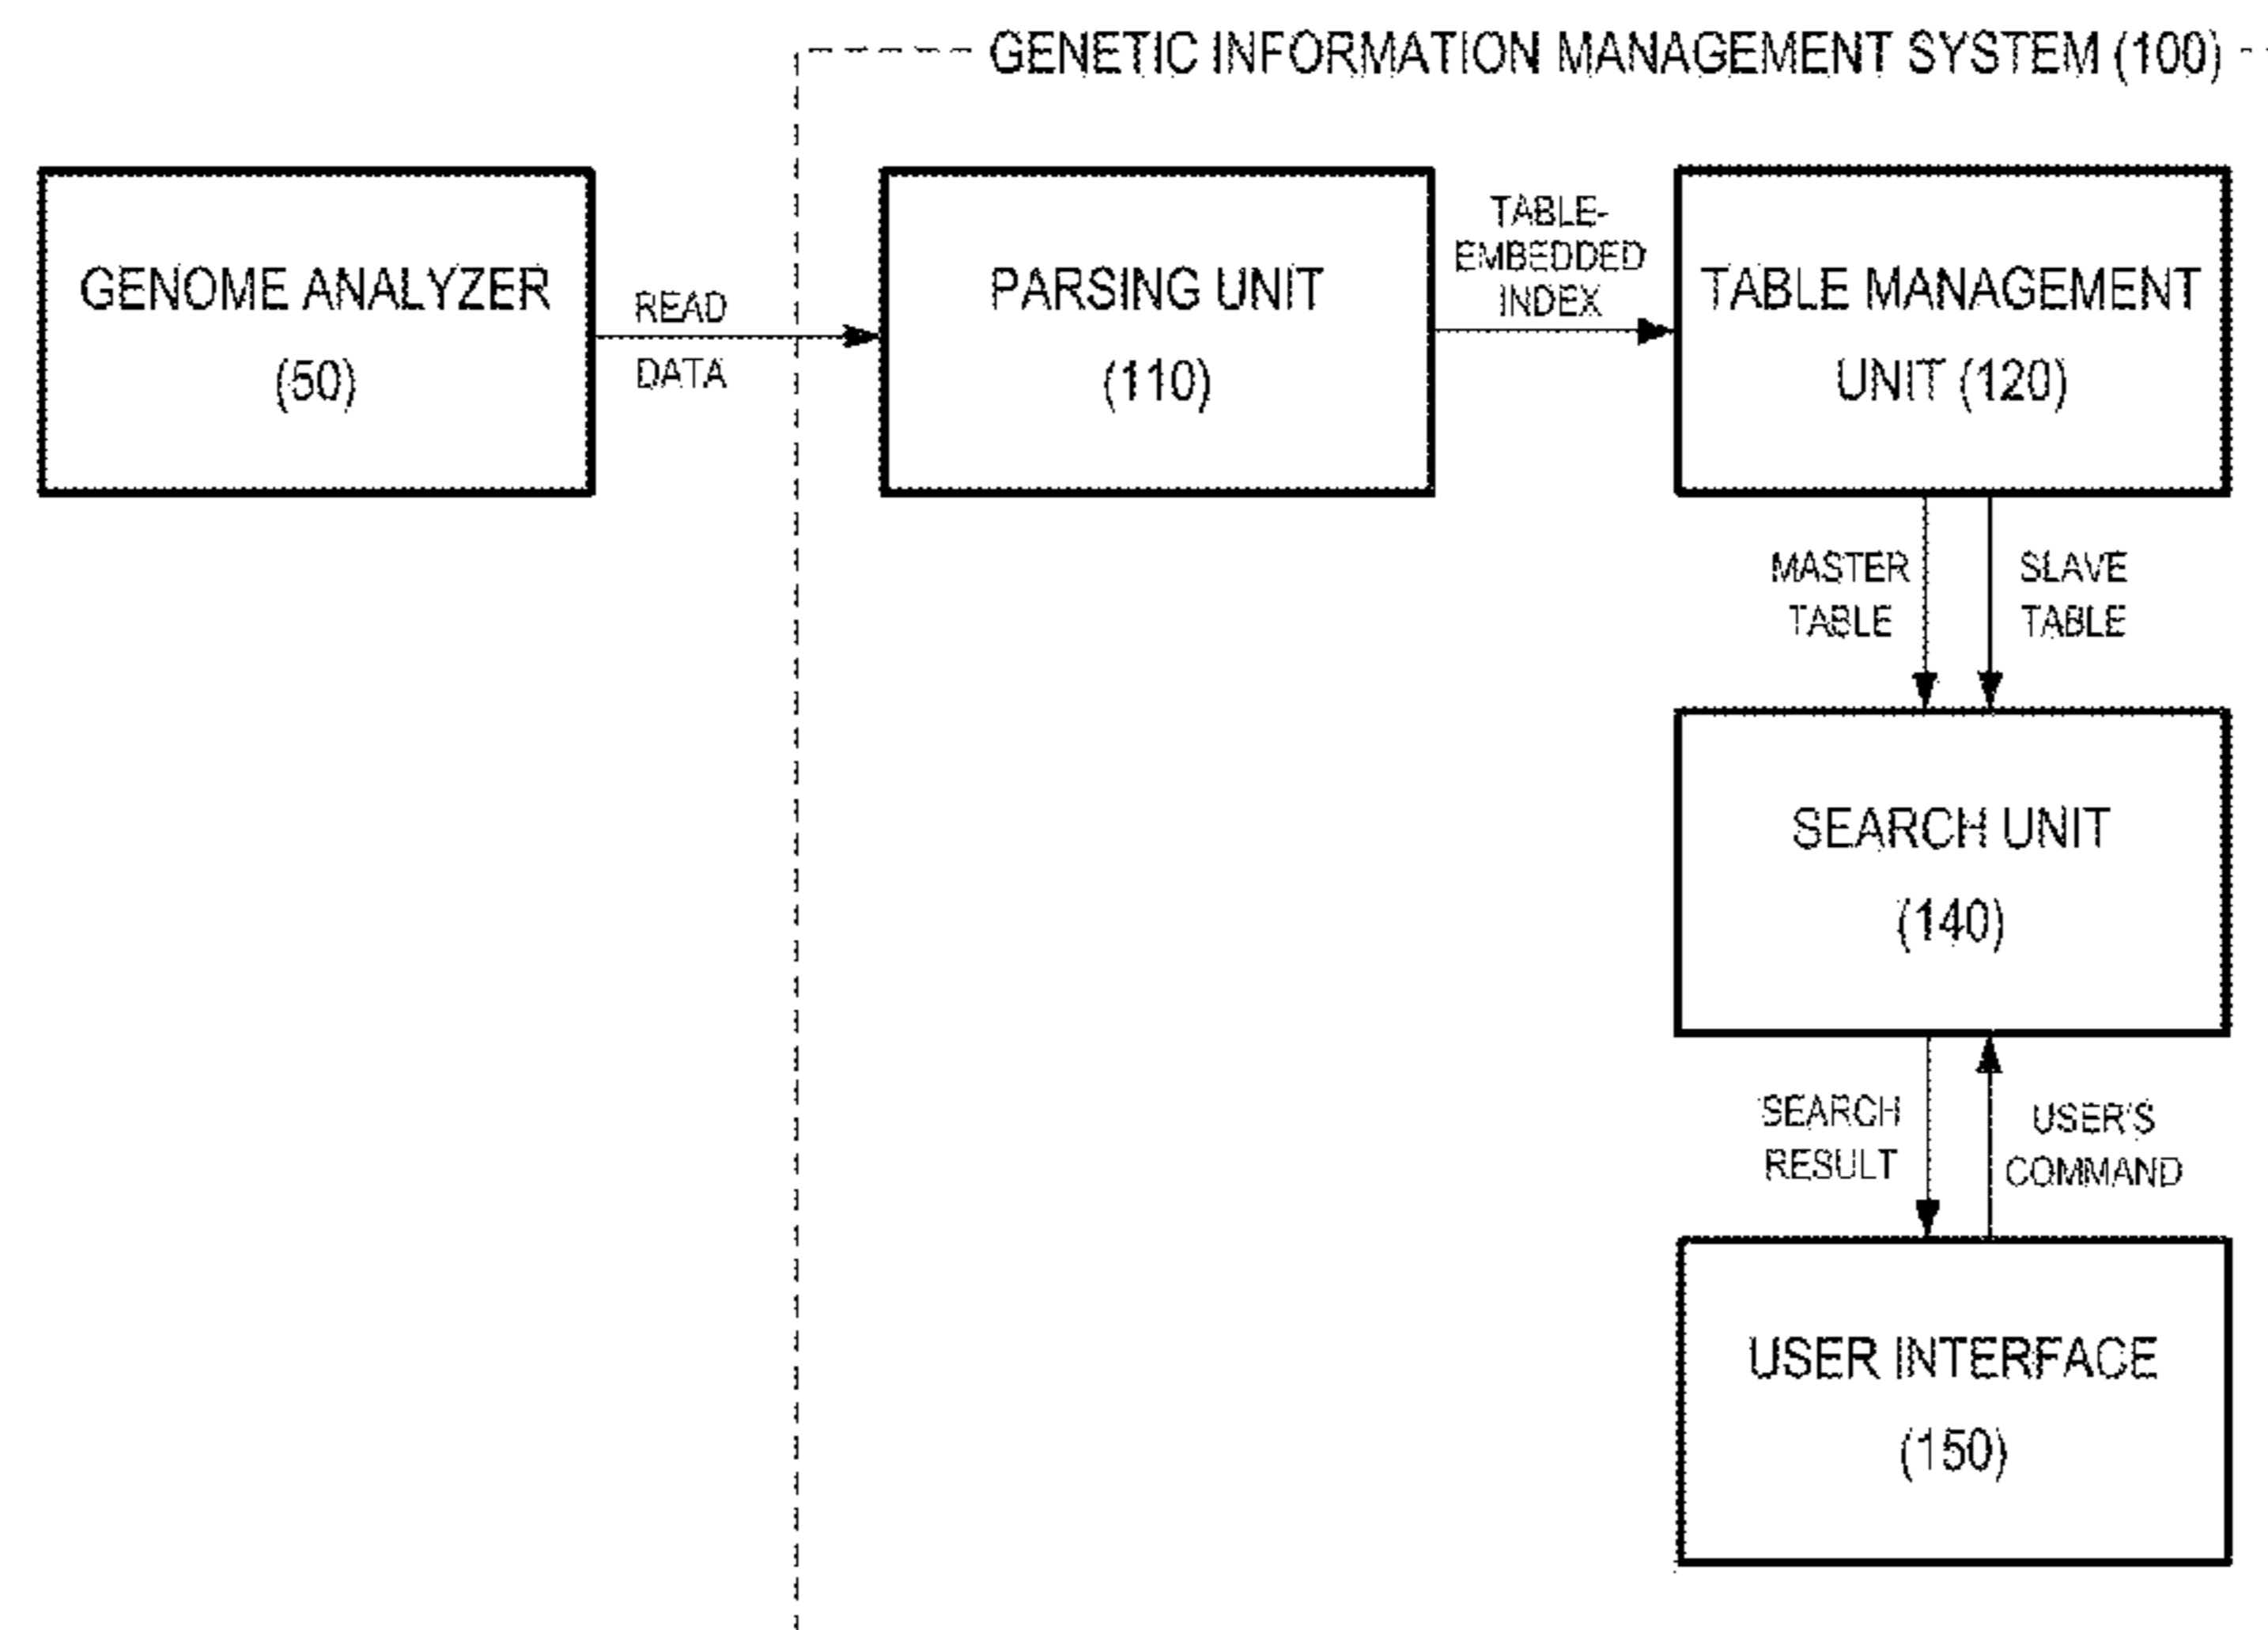 GENETIC INFORMATION MANAGEMENT SYSTEM (100)
GENOME ANALYZER
(50)
READ
DATA
PARSING UNIT
(110)
TABLE-
EMBEDDED
INDEX
TABLE MANAGEMENT
UNIT (120)
MASTER
TABLE
SLAVE
TABLE
SEARCH UNIT
(140)
SEARCH
RESULT
USER'S
COMMAND
USER INTERFACE
(150)